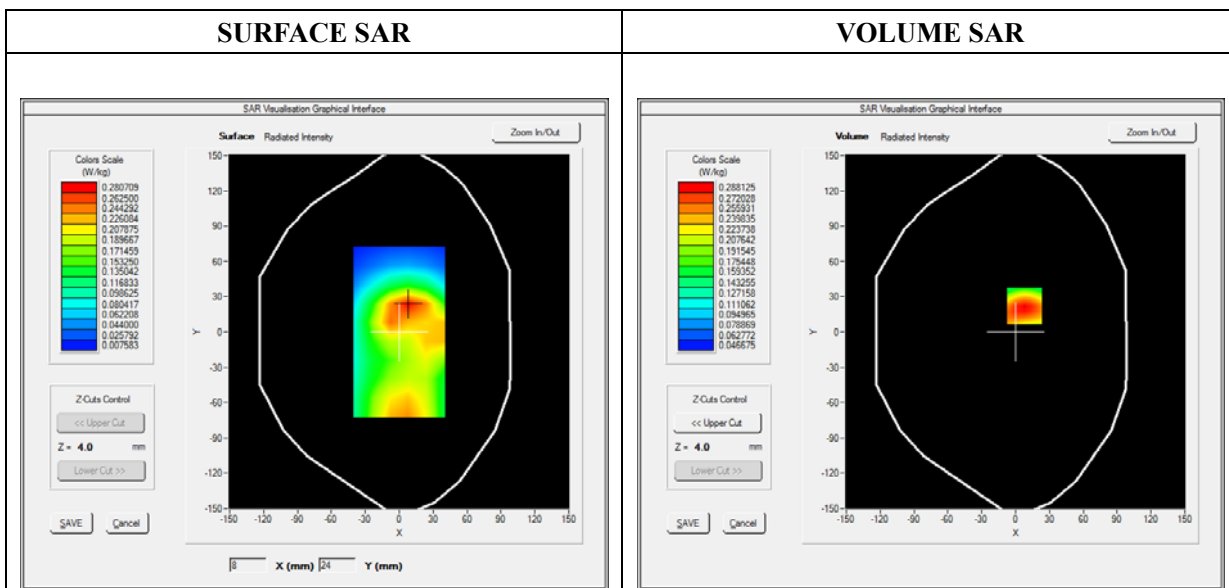 SURFACE SAR
VOLUME SAR
SAR Visualisation Graphical Interface
Surface Radiated Intensity
Zoom In/Out
Colors Scale
(W/kg)
0.280709
0.262500
0.244292
0.226084
0.207875
0.189667
0.171459
0.153250
0.135042
0.116833
0.098625
0.080417
0.062208
0.044000
0.025792
0.007583
150
120
90
60
30
0
-30
-60
-90
-120
-150
Y
-150 -120 -90 -60 -30 0 30 60 90 120 150
X
Z-Cuts Control
<< Upper Cut
Z = 4.0 mm
Lower Cut >>
SAVE Cancel
8 X (mm) 24 Y (mm)
SAR Visualisation Graphical Interface
Volume Radiated Intensity
Zoom In/Out
Colors Scale
(W/kg)
0.288125
0.272028
0.255931
0.239835
0.223738
0.207642
0.191545
0.175448
0.159352
0.143255
0.127158
0.111062
0.094965
0.078869
0.062772
0.046675
150
120
90
60
30
0
-30
-60
-90
-120
-150
Y
-150 -120 -90 -60 -30 0 30 60 90 120 150
X
Z-Cuts Control
<< Upper Cut
Z = 4.0 mm
Lower Cut >>
SAVE Cancel